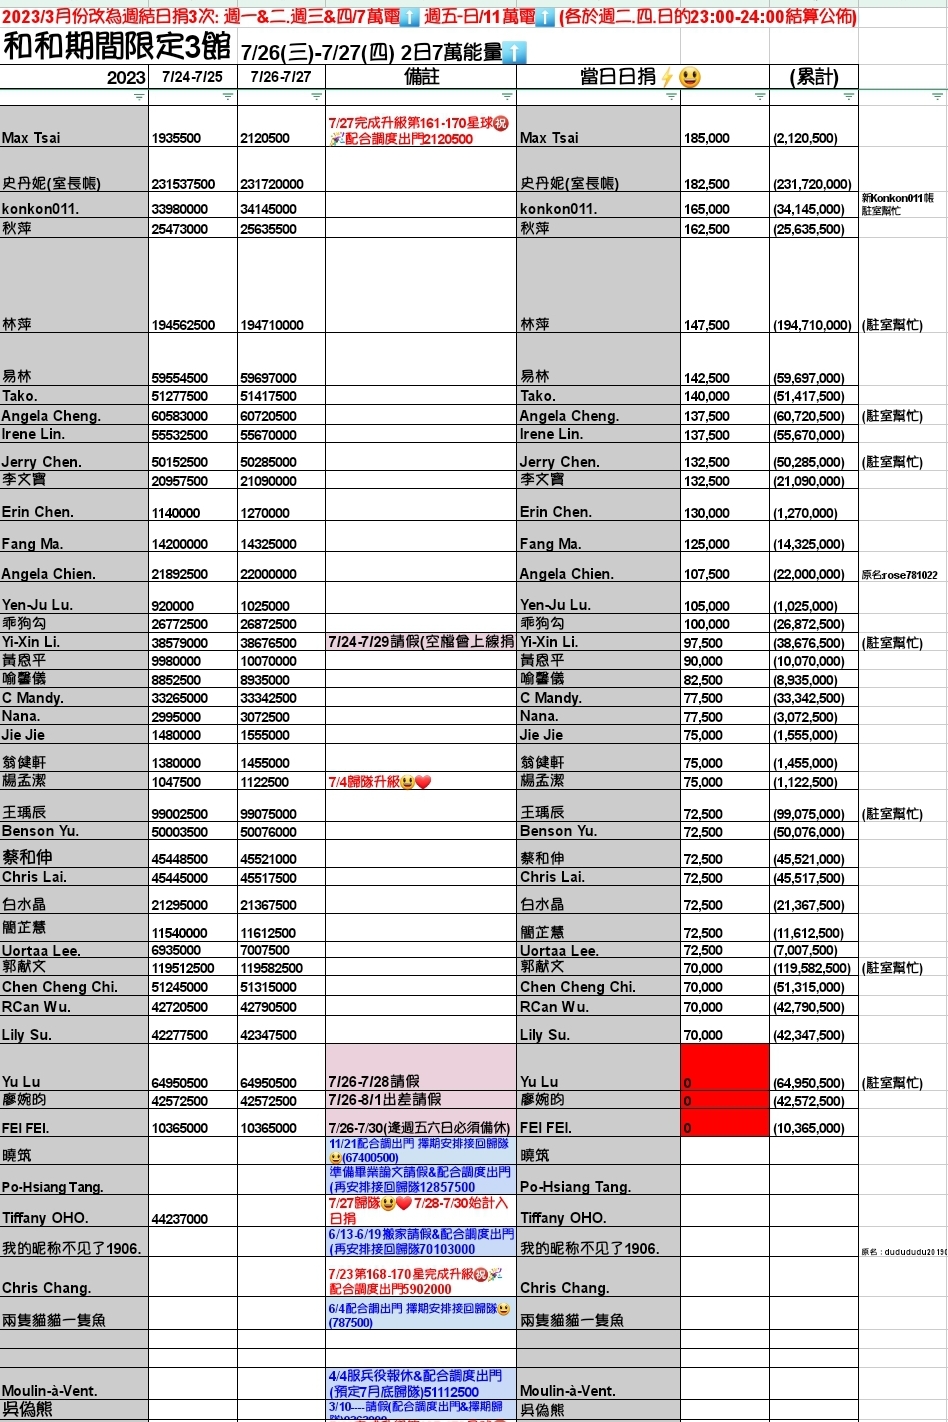 2023/3月份改為週結日捐3次: 週一&二.週三&四/7萬電⬆️ 週五-日/11萬電⬆️ (各於週二.四.日的23:00-24:00結算公佈)
和和期間限定3館 7/26(三)-7/27(四) 2日7萬能量⬆️
2023 7/24-7/25 7/26-7/27 備註 當日日捐⚡😃 (累計)
Max Tsai 1935500 2120500 7/27完成升級第161-170星球㊗️🎉配合調度出門2120500 Max Tsai 185,000 (2,120,500)
史丹妮(室長帳) 231537500 231720000 史丹妮(室長帳) 182,500 (231,720,000)
konkon011. 33980000 34145000 konkon011. 165,000 (34,145,000) 新Konkon011帳 駐室幫忙
秋萍 25473000 25635500 秋萍 162,500 (25,635,500)
林萍 194562500 194710000 林萍 147,500 (194,710,000) (駐室幫忙)
易林 59554500 59697000 易林 142,500 (59,697,000)
Tako. 51277500 51417500 Tako. 140,000 (51,417,500)
Angela Cheng. 60583000 60720500 Angela Cheng. 137,500 (60,720,500) (駐室幫忙)
Irene Lin. 55532500 55670000 Irene Lin. 137,500 (55,670,000)
Jerry Chen. 50152500 50285000 Jerry Chen. 132,500 (50,285,000) (駐室幫忙)
李文寶 20957500 21090000 李文寶 132,500 (21,090,000)
Erin Chen. 1140000 1270000 Erin Chen. 130,000 (1,270,000)
Fang Ma. 14200000 14325000 Fang Ma. 125,000 (14,325,000)
Angela Chien. 21892500 22000000 Angela Chien. 107,500 (22,000,000) 原名:rose781022
Yen-Ju Lu. 920000 1025000 Yen-Ju Lu. 105,000 (1,025,000)
乖狗勾 26772500 26872500 乖狗勾 100,000 (26,872,500)
Yi-Xin Li. 38579000 38676500 7/24-7/29請假(空檔曾上線捐 Yi-Xin Li. 97,500 (38,676,500) (駐室幫忙)
黃恩平 9980000 10070000 黃恩平 90,000 (10,070,000)
喻馨儀 8852500 8935000 喻馨儀 82,500 (8,935,000)
C Mandy. 33265000 33342500 C Mandy. 77,500 (33,342,500)
Nana. 2995000 3072500 Nana. 77,500 (3,072,500)
Jie Jie 1480000 1555000 Jie Jie 75,000 (1,555,000)
翁健軒 1380000 1455000 翁健軒 75,000 (1,455,000)
楊孟潔 1047500 1122500 7/4歸隊升級😃❤️ 楊孟潔 75,000 (1,122,500)
王瑀辰 99002500 99075000 王瑀辰 72,500 (99,075,000) (駐室幫忙)
Benson Yu. 50003500 50076000 Benson Yu. 72,500 (50,076,000)
蔡和伸 45448500 45521000 蔡和伸 72,500 (45,521,000)
Chris Lai. 45445000 45517500 Chris Lai. 72,500 (45,517,500)
白水晶 21295000 21367500 白水晶 72,500 (21,367,500)
簡芷慧 11540000 11612500 簡芷慧 72,500 (11,612,500)
Uortaa Lee. 6935000 7007500 Uortaa Lee. 72,500 (7,007,500)
郭献文 119512500 119582500 郭献文 70,000 (119,582,500) (駐室幫忙)
Chen Cheng Chi. 51245000 51315000 Chen Cheng Chi. 70,000 (51,315,000)
RCan Wu. 42720500 42790500 RCan Wu. 70,000 (42,790,500)
Lily Su. 42277500 42347500 Lily Su. 70,000 (42,347,500)
Yu Lu 64950500 64950500 7/26-7/28請假 Yu Lu 0 (64,950,500) (駐室幫忙)
廖婉昀 42572500 42572500 7/26-8/1出差請假 廖婉昀 0 (42,572,500)
FEI FEI. 10365000 10365000 7/26-7/30(逢週五六日必須備休) FEI FEI. 0 (10,365,000)
曉筑 11/21配合調出門 擇期安排接回歸隊😃(67400500) 曉筑
Po-Hsiang Tang. 準備畢業論文請假&配合調度出門(再安排接回歸隊12857500 Po-Hsiang Tang.
Tiffany OHO. 44237000 7/27歸隊😃❤️ 7/28-7/30始計入日捐 Tiffany OHO.
我的昵称不见了1906. 6/13-6/19搬家請假&配合調度出門(再安排接回歸隊70103000 我的昵称不见了1906. 原名：dudududu20190
Chris Chang. 7/23第168-170星完成升級㊗️🎉配合調度出門5902000 Chris Chang.
兩隻貓貓一隻魚 6/4配合調出門 擇期安排接回歸隊😃(787500) 兩隻貓貓一隻魚
Moulin-à-Vent. 4/4服兵役報休&配合調度出門(預定7月底歸隊)51112500 Moulin-à-Vent.
吳偽熊 3/10----請假(配合調度出門&擇期歸 吳偽熊